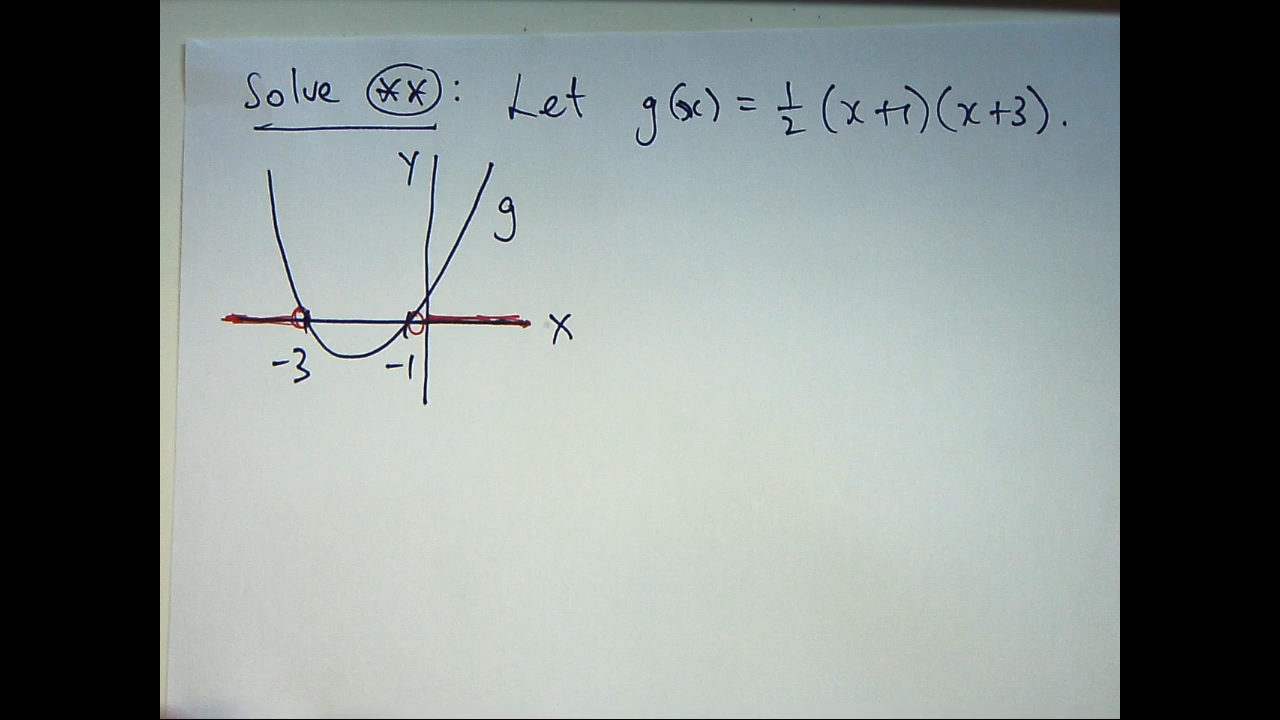 Solve (**): Let g(x) = 1/2 (x+1)(x+3).
Y
g
X
-3 -1